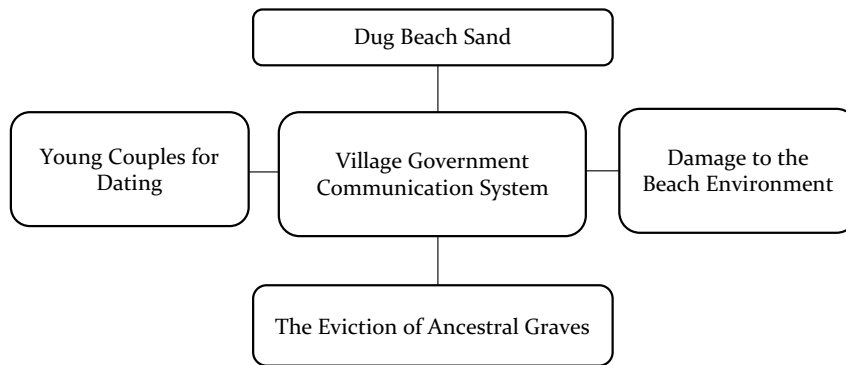 Dug Beach Sand
Young Couples for
Dating
Village Government
Communication System
Damage to the
Beach Environment
The Eviction of Ancestral Graves